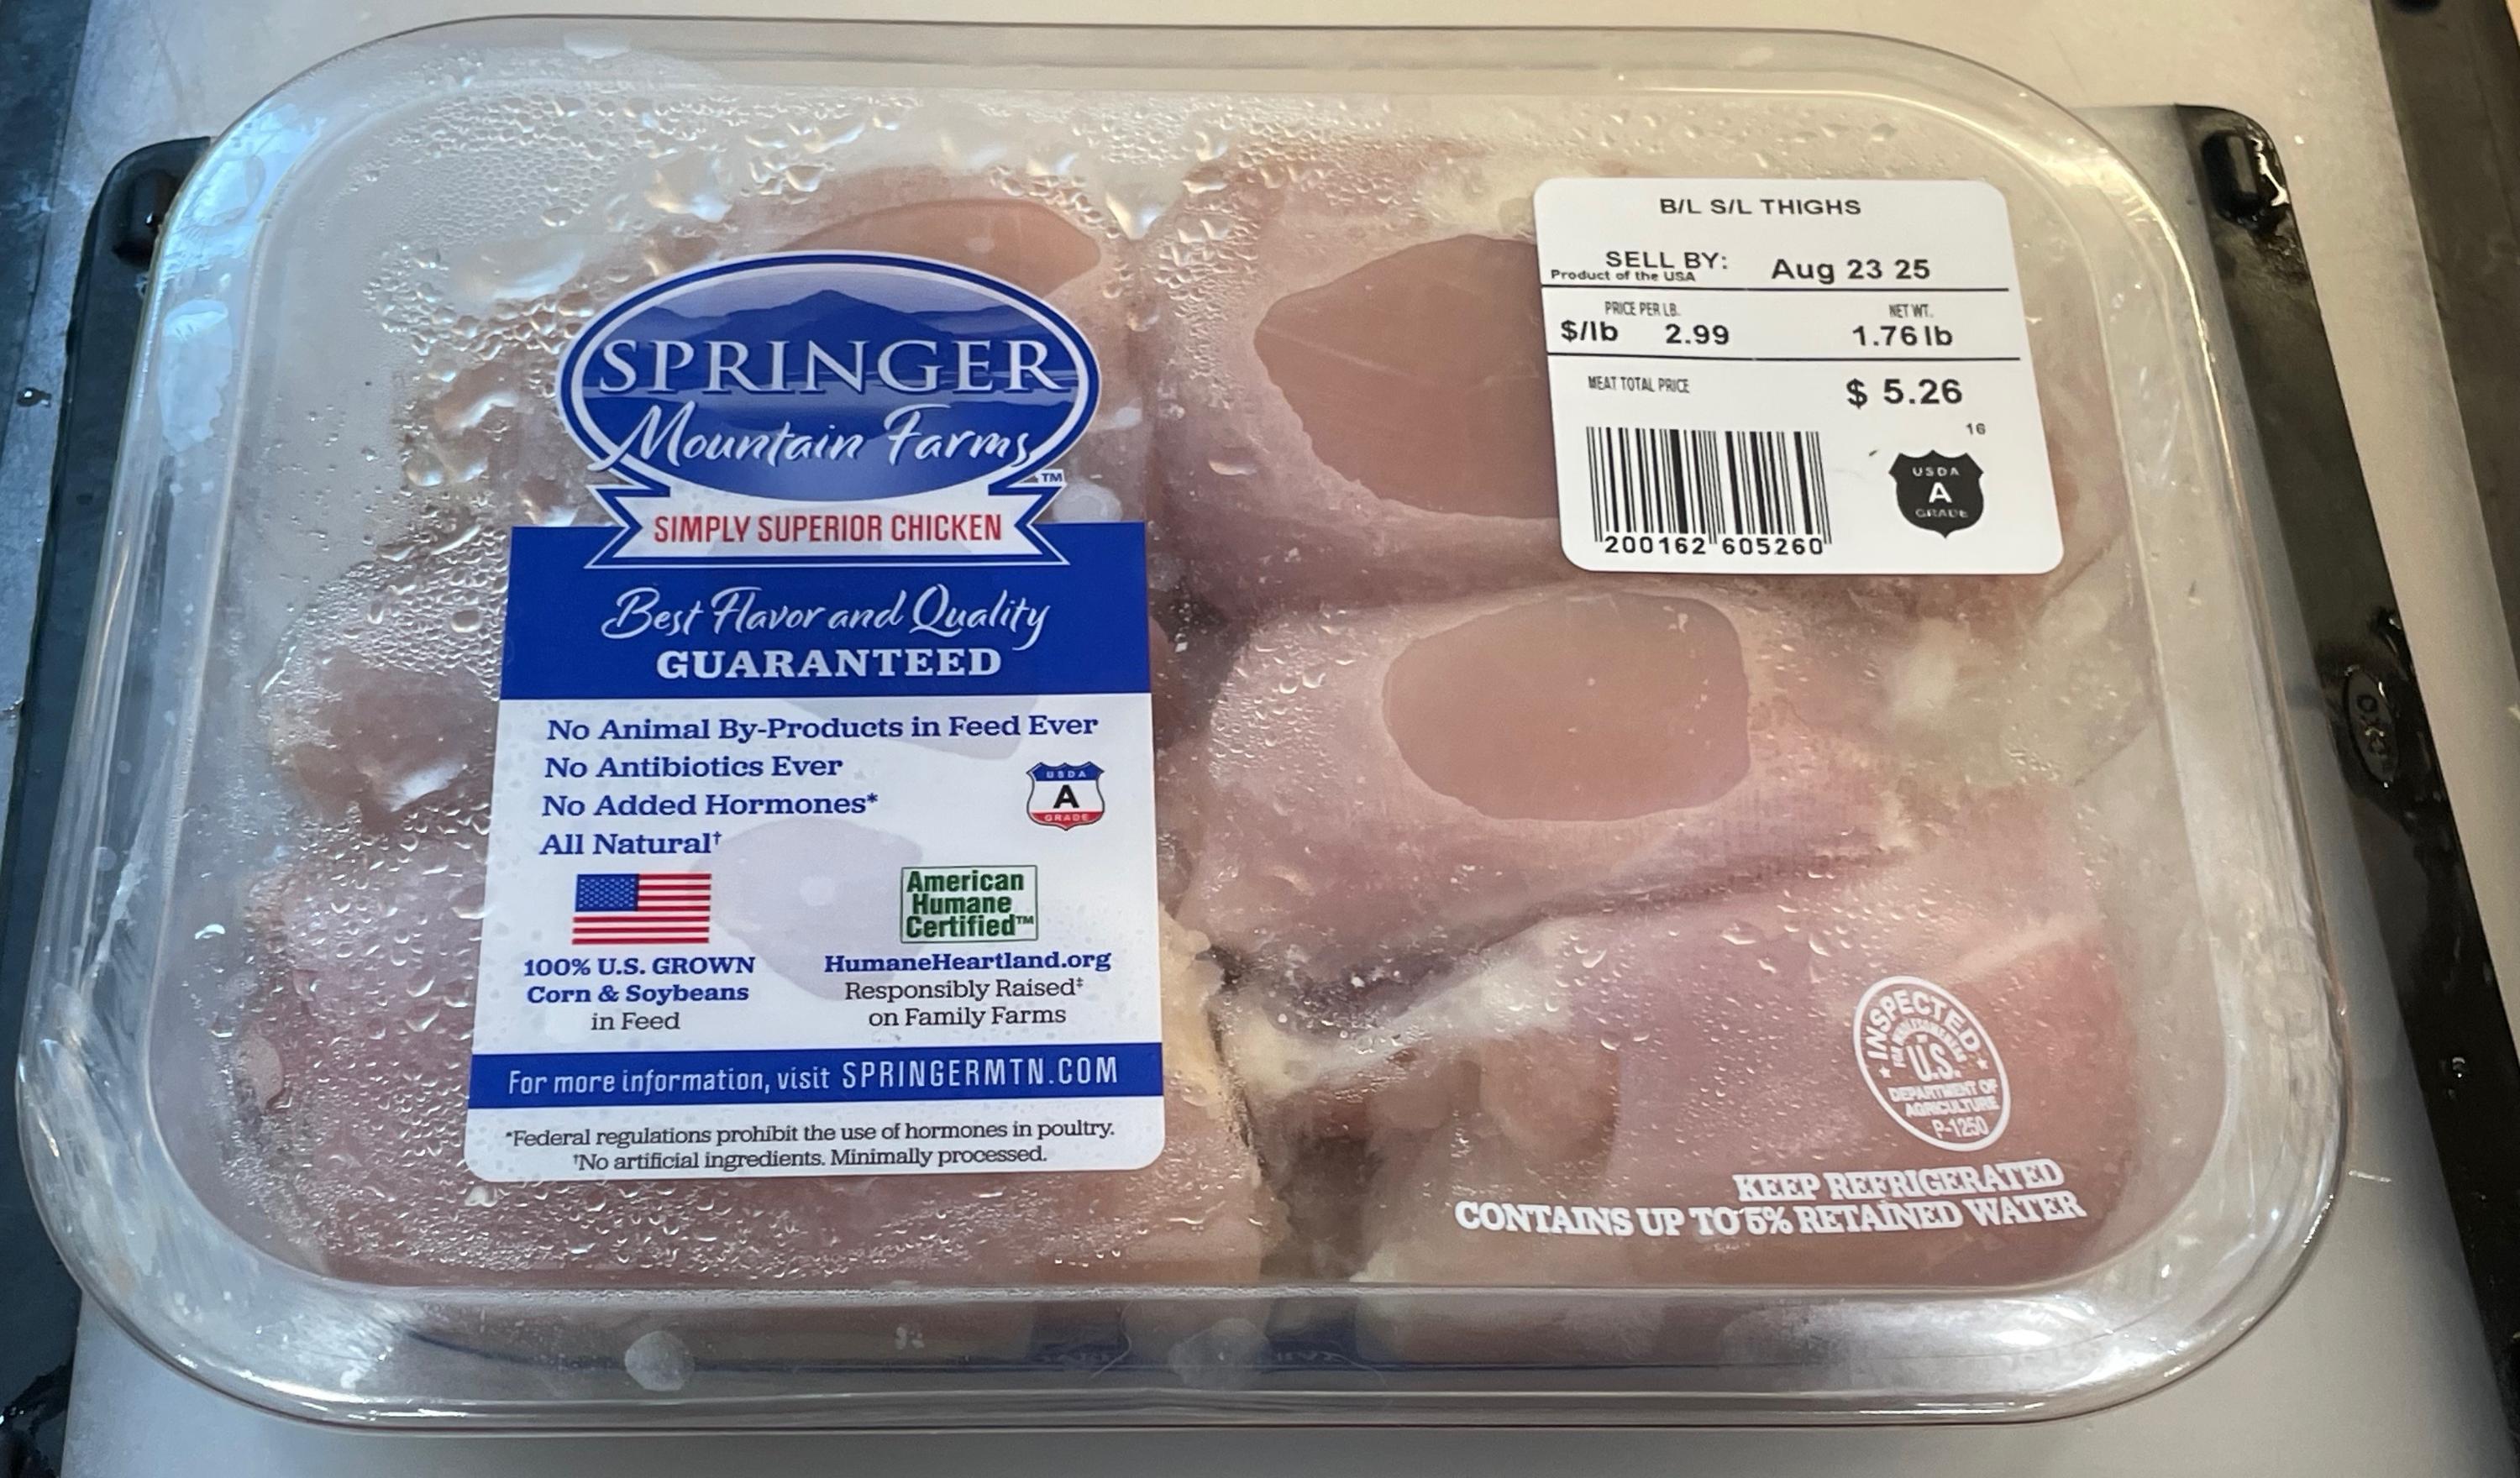 SPRINGER
Mountain Farms™
SIMPLY SUPERIOR CHICKEN
Best Flavor and Quality
GUARANTEED
No Animal By-Products in Feed Ever
No Antibiotics Ever
No Added Hormones*
All Natural†
USDA
A
GRADE
American
Humane
Certified™
100% U.S. GROWN
Corn & Soybeans
in Feed
HumaneHeartland.org
Responsibly Raised‡
on Family Farms
For more information, visit SPRINGERMTN.COM
*Federal regulations prohibit the use of hormones in poultry.
†No artificial ingredients. Minimally processed.
B/L S/L THIGHS
SELL BY: Aug 23 25
Product of the USA
PRICE PER LB. NET WT.
$/lb 2.99 1.76 lb
MEAT TOTAL PRICE $ 5.26
16
USDA
A
GRADE
200162 605260
INSPECTED
FOR WHOLESOMENESS
BY
U.S.
DEPARTMENT OF
AGRICULTURE
P-1250
KEEP REFRIGERATED
CONTAINS UP TO 5% RETAINED WATER
OXO